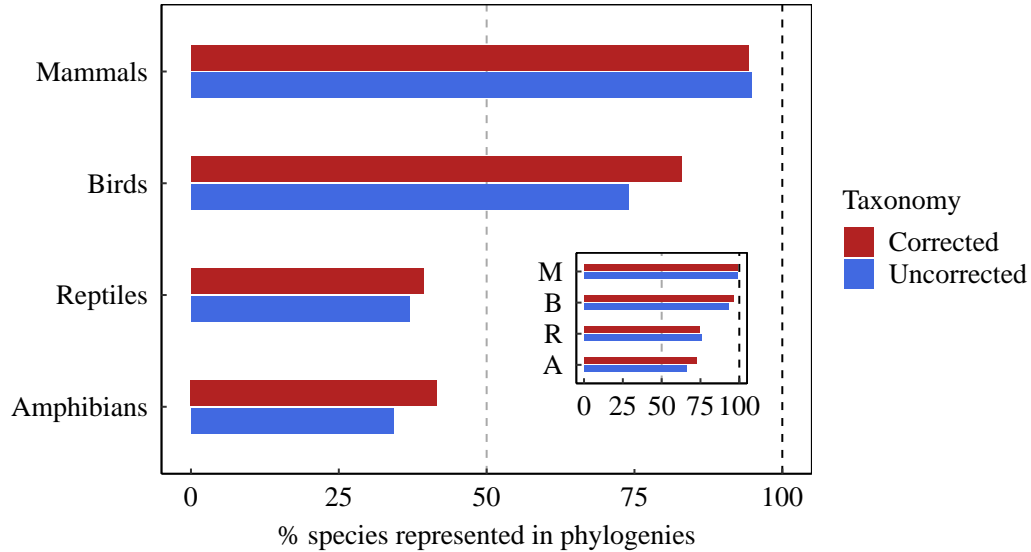 Mammals
Birds
Reptiles
Amphibians
0 25 50 75 100
% species represented in phylogenies
M
B
R
A
0 25 50 75 100
Taxonomy
Corrected
Uncorrected